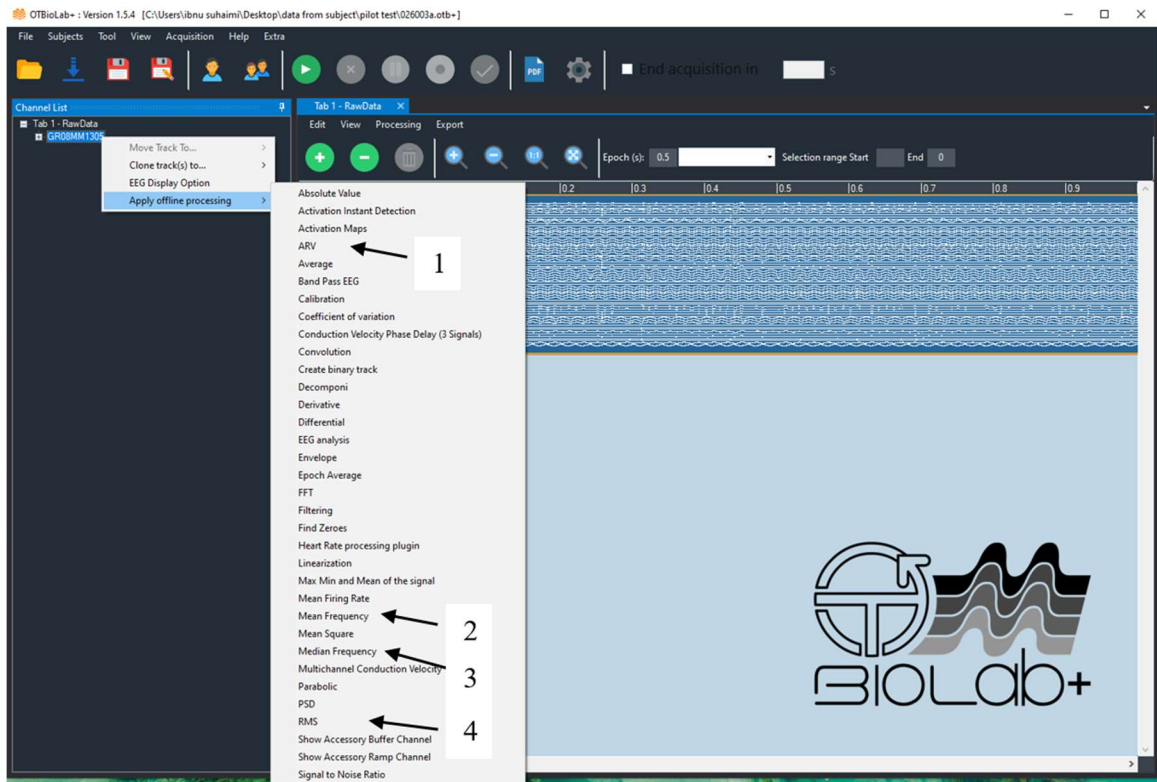 OTBioLab+ : Version 1.5.4 [C:\Users\ibnu suhaimi\Desktop\data from subject\pilot test\026003a.otb+]
File Subjects Tool View Acquisition Help Extra
PDF
End acquisition in s
Channel List
Tab 1 - RawData
GR08MM1305
Move Track To...
Clone track(s) to...
EEG Display Option
Apply offline processing
Tab 1 - RawData
Edit View Processing Export
1:1
Epoch (s): 0.5 Selection range Start End 0
0.2 0.3 0.4 0.5 0.6 0.7 0.8 0.9
Absolute Value
Activation Instant Detection
Activation Maps
ARV
Average
Band Pass EEG
Calibration
Coefficient of variation
Conduction Velocity Phase Delay (3 Signals)
Convolution
Create binary track
Decomponi
Derivative
Differential
EEG analysis
Envelope
Epoch Average
FFT
Filtering
Find Zeroes
Heart Rate processing plugin
Linearization
Max Min and Mean of the signal
Mean Firing Rate
Mean Frequency
Mean Square
Median Frequency
Multichannel Conduction Velocity
Parabolic
PSD
RMS
Show Accessory Buffer Channel
Show Accessory Ramp Channel
Signal to Noise Ratio
1
2
3
4
BIOLab+